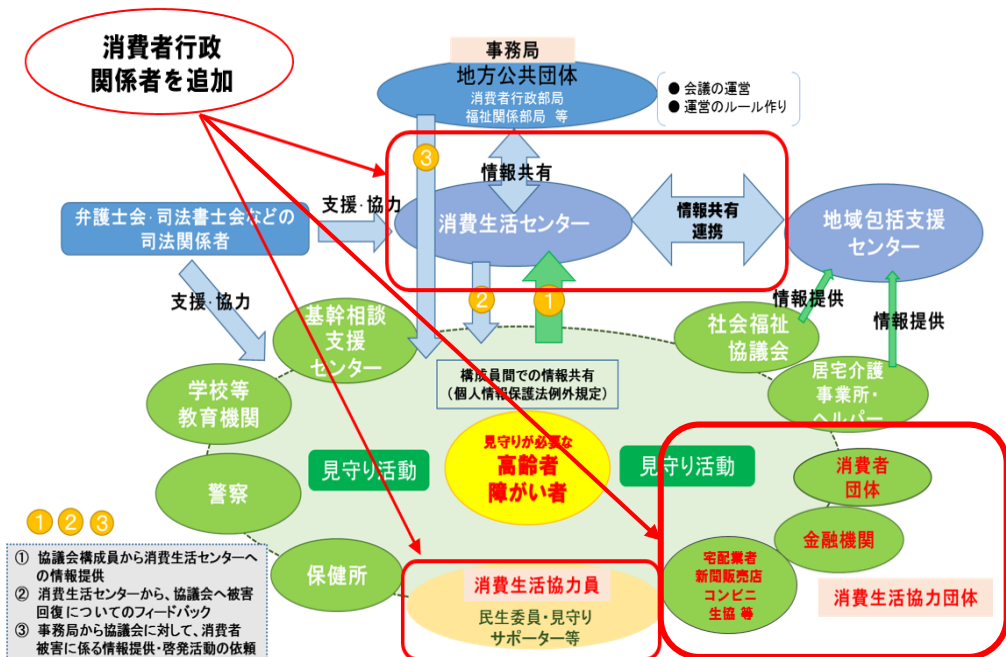 消費者行政
関係者を追加
事務局
地方公共団体
消費者行政部局
福祉関係部局 等
● 会議の運営
● 運営のルール作り
③
情報共有
弁護士会・司法書士会などの
司法関係者
支援・協力
消費生活センター
情報共有
連携
地域包括支援
センター
支援・協力
②
①
情報提供
情報提供
基幹相談
支援
センター
社会福祉
協議会
構成員間での情報共有
（個人情報保護法例外規定）
学校等
教育機関
居宅介護
事業所・
ヘルパー
見守りが必要な
高齢者
障がい者
見守り活動
見守り活動
警察
消費者
団体
金融機関
① ② ③
保健所
宅配業者
新聞販売店
コンビニ
生協 等
消費生活協力団体
消費生活協力員
民生委員・見守り
サポーター等
① 協議会構成員から消費生活センターへ
の情報提供
② 消費生活センターから、協議会へ被害
回復についてのフィードバック
③ 事務局から協議会に対して、消費者
被害に係る情報提供・啓発活動の依頼